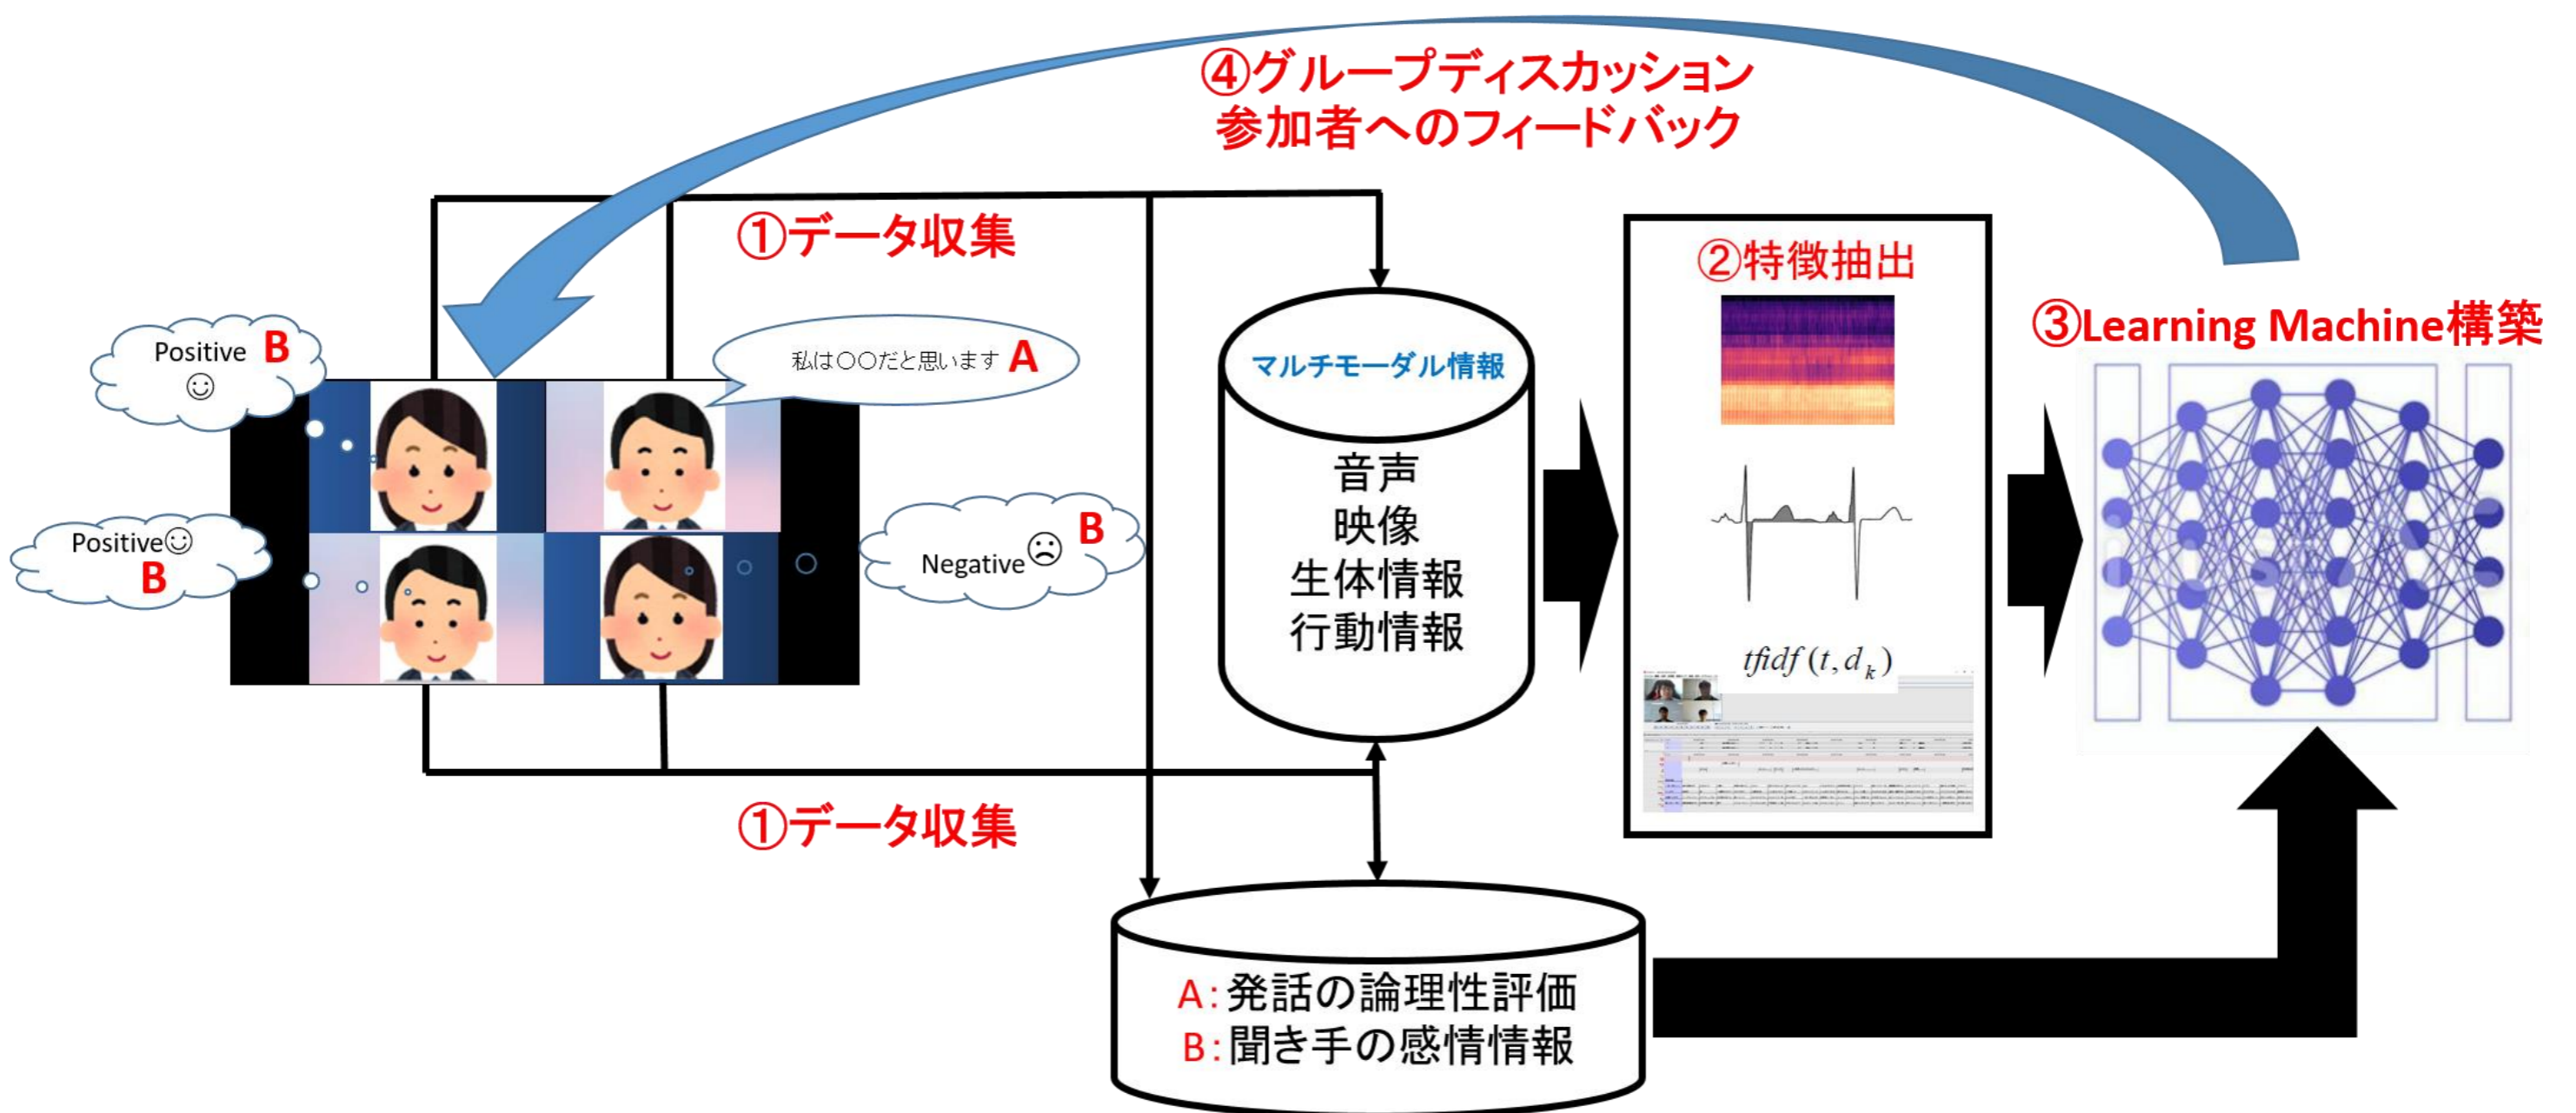 ④グループディスカッション
参加者へのフィードバック
①データ収集
②特徴抽出
③Learning Machine構築
Positive B
私は〇〇だと思います A
マルチモーダル情報
音声
映像
生体情報
行動情報
Positive
B
B
Negative
tfidf (t, d_k)
①データ収集
A：発話の論理性評価
B：聞き手の感情情報